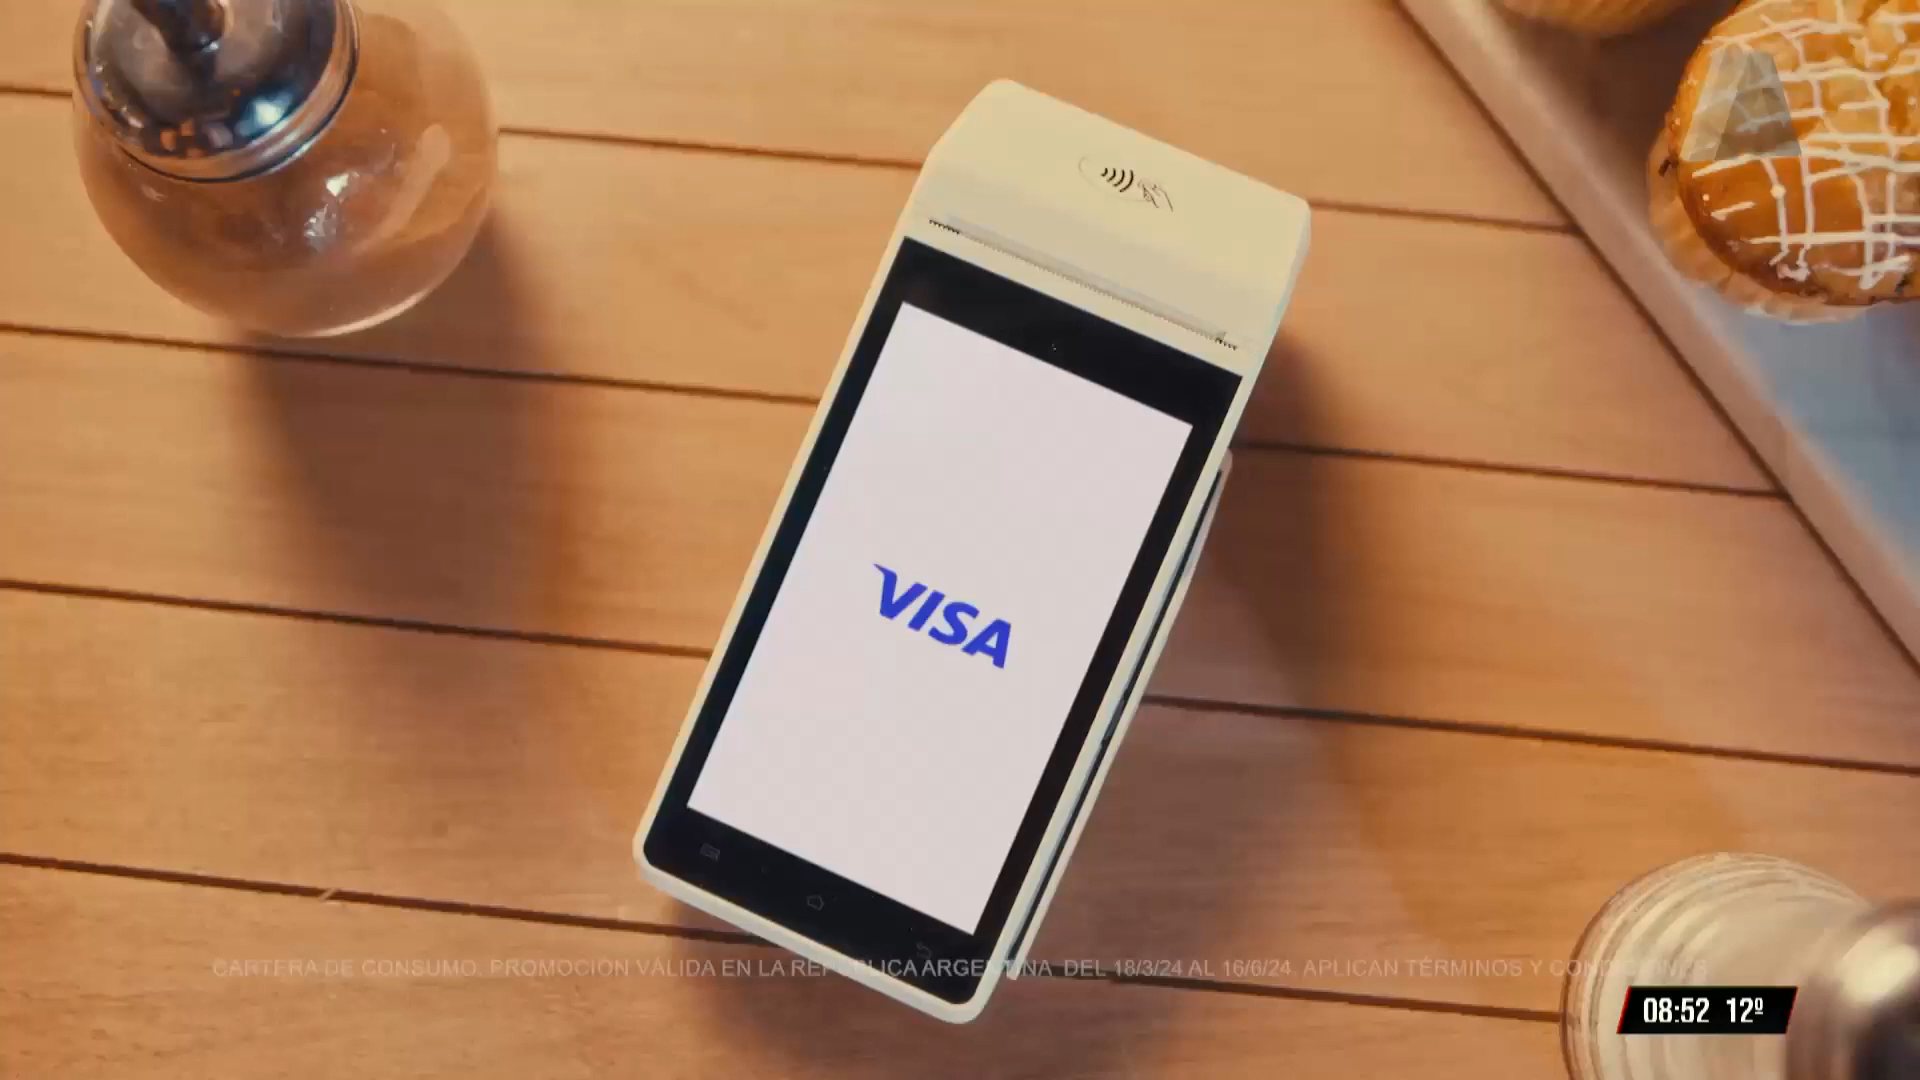 VISA
CARTERA DE CONSUMO. PROMOCIÓN VÁLIDA EN LA REPÚBLICA ARGENTINA DEL 18/3/24 AL 16/6/24. APLICAN TÉRMINOS Y CONDICIONES
08:52 12º